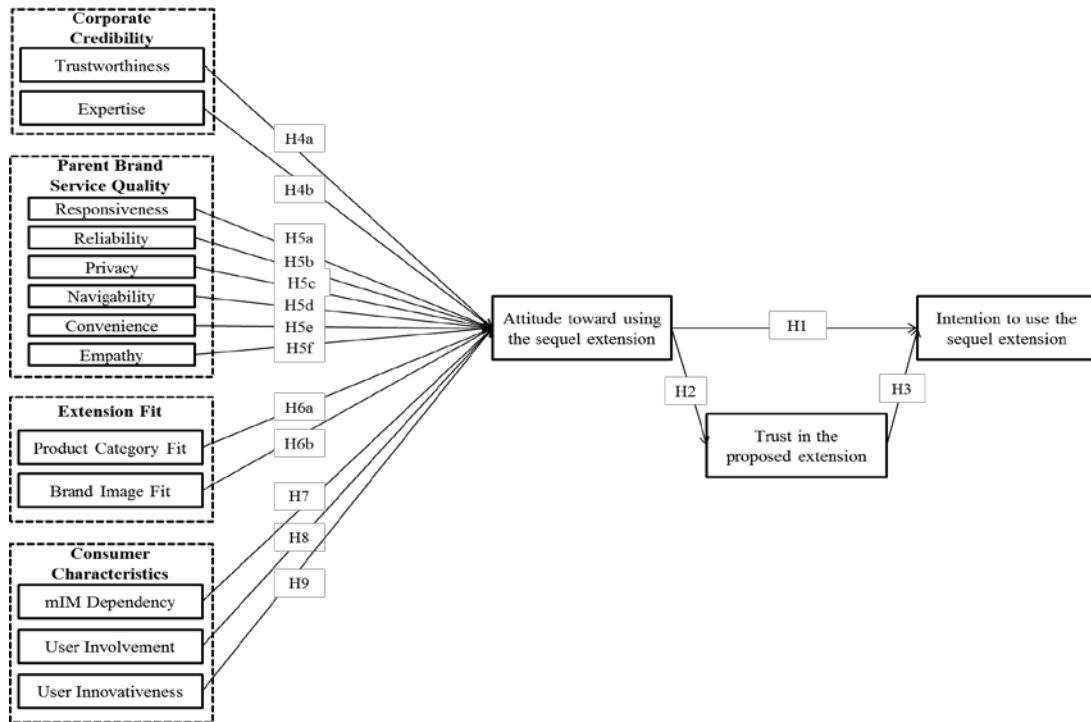 Corporate
Credibility
Trustworthiness
Expertise
H4a
H4b
Parent Brand
Service Quality
Responsiveness
Reliability
Privacy
Navigability
Convenience
Empathy
H5a
H5b
H5c
H5d
H5e
H5f
Extension Fit
Product Category Fit
Brand Image Fit
H6a
H6b
Consumer
Characteristics
mIM Dependency
User Involvement
User Innovativeness
H7
H8
H9
Attitude toward using
the sequel extension
H1
H2
H3
Trust in the
proposed extension
Intention to use the
sequel extension